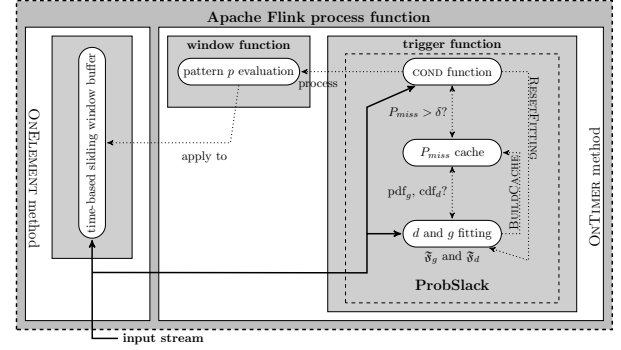 Apache Flink process function
window function
trigger function
OnElement method
time-based sliding window buffer
pattern p evaluation
process
apply to
cond function
P_miss > δ?
P_miss cache
pdf_g, cdf_d?
d and g fitting
𝔉_g and 𝔉_d
ProbSlack
ResetFitting
BuildCache
OnTimer method
input stream